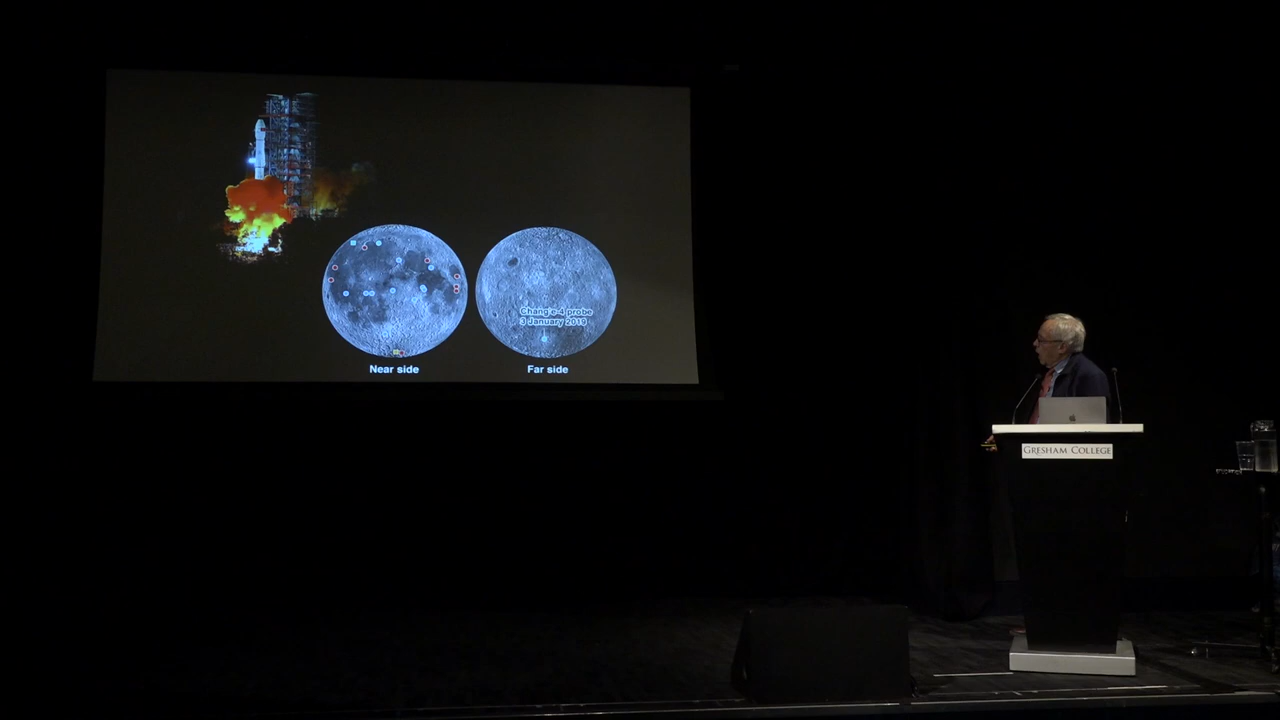 Chang'e-4 probe
3 January 2019
Near side
Far side
GRESHAM COLLEGE